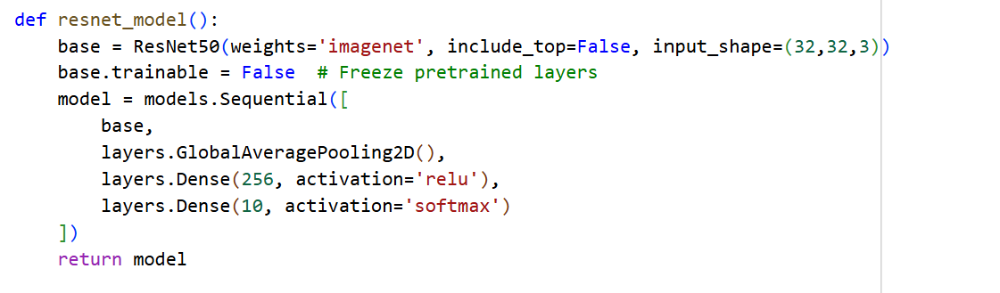 def resnet_model():
    base = ResNet50(weights='imagenet', include_top=False, input_shape=(32,32,3))
    base.trainable = False  # Freeze pretrained layers
    model = models.Sequential([
        base,
        layers.GlobalAveragePooling2D(),
        layers.Dense(256, activation='relu'),
        layers.Dense(10, activation='softmax')
    ])
    return model